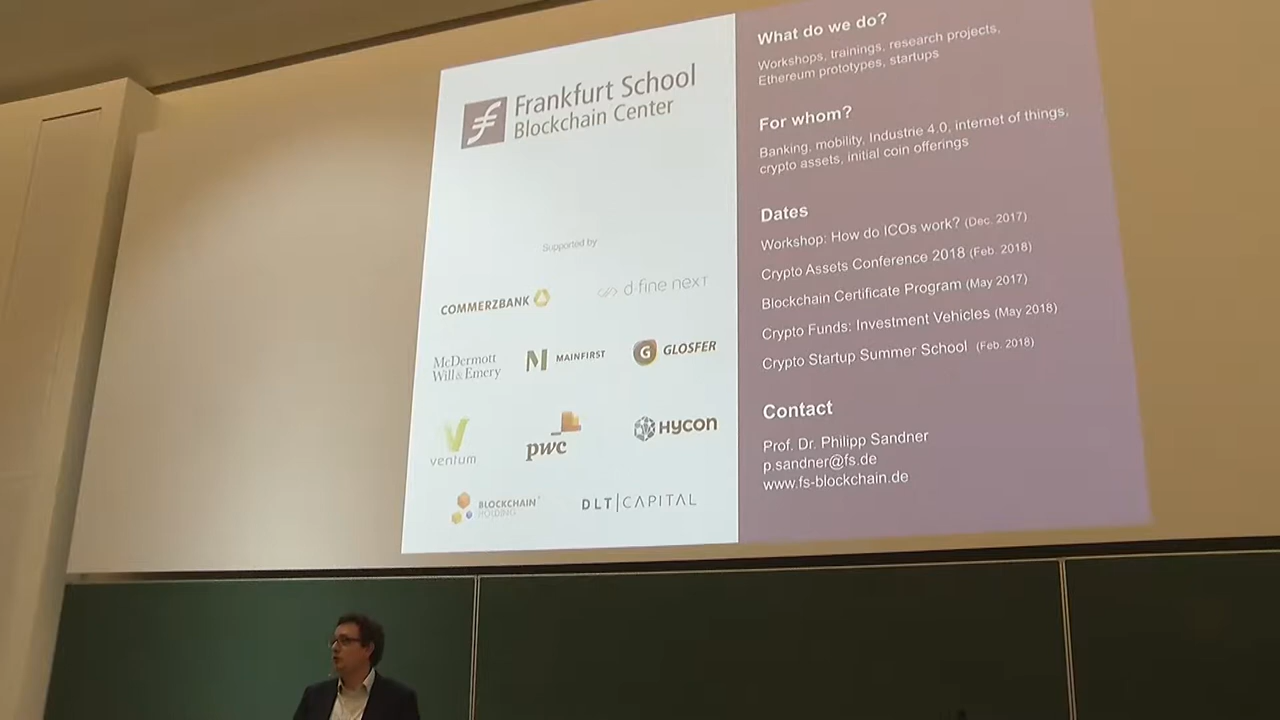 Frankfurt School
Blockchain Center
Supported by
COMMERZBANK
d-fine next
McDermott
Will & Emery
MAINFIRST
G GLOSFER
ventum
pwc
HYCON
BLOCKCHAIN
HOLDING
DLT|CAPITAL
What do we do?
Workshops, trainings, research projects,
Ethereum prototypes, startups
For whom?
Banking, mobility, Industrie 4.0, internet of things,
crypto assets, initial coin offerings
Dates
Workshop: How do ICOs work? (Dec. 2017)
Crypto Assets Conference 2018 (Feb. 2018)
Blockchain Certificate Program (May 2017)
Crypto Funds: Investment Vehicles (May 2018)
Crypto Startup Summer School (Feb. 2018)
Contact
Prof. Dr. Philipp Sandner
p.sandner@fs.de
www.fs-blockchain.de